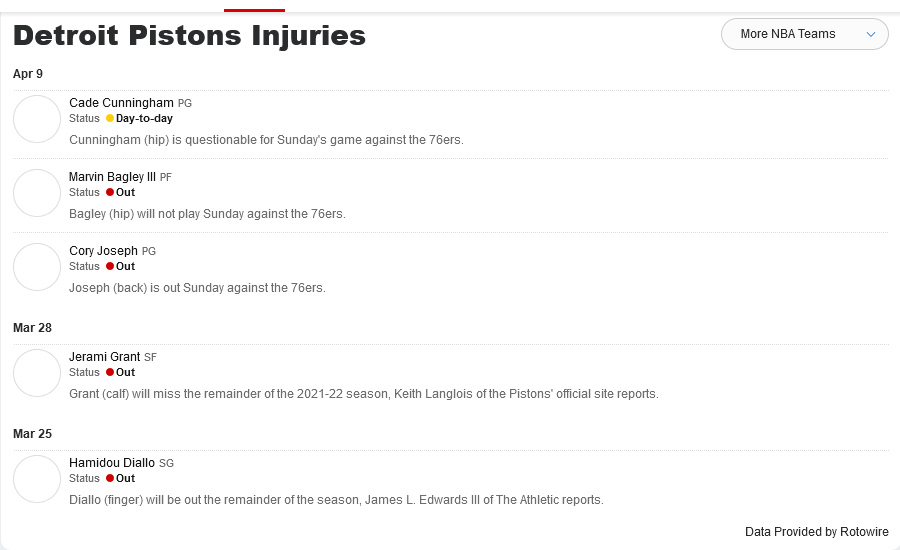 Detroit Pistons Injuries
More NBA Teams
Apr 9
Cade Cunningham PG
Status Day-to-day
Cunningham (hip) is questionable for Sunday's game against the 76ers.
Marvin Bagley III PF
Status Out
Bagley (hip) will not play Sunday against the 76ers.
Cory Joseph PG
Status Out
Joseph (back) is out Sunday against the 76ers.
Mar 28
Jerami Grant SF
Status Out
Grant (calf) will miss the remainder of the 2021-22 season, Keith Langlois of the Pistons' official site reports.
Mar 25
Hamidou Diallo SG
Status Out
Diallo (finger) will be out the remainder of the season, James L. Edwards III of The Athletic reports.
Data Provided by Rotowire